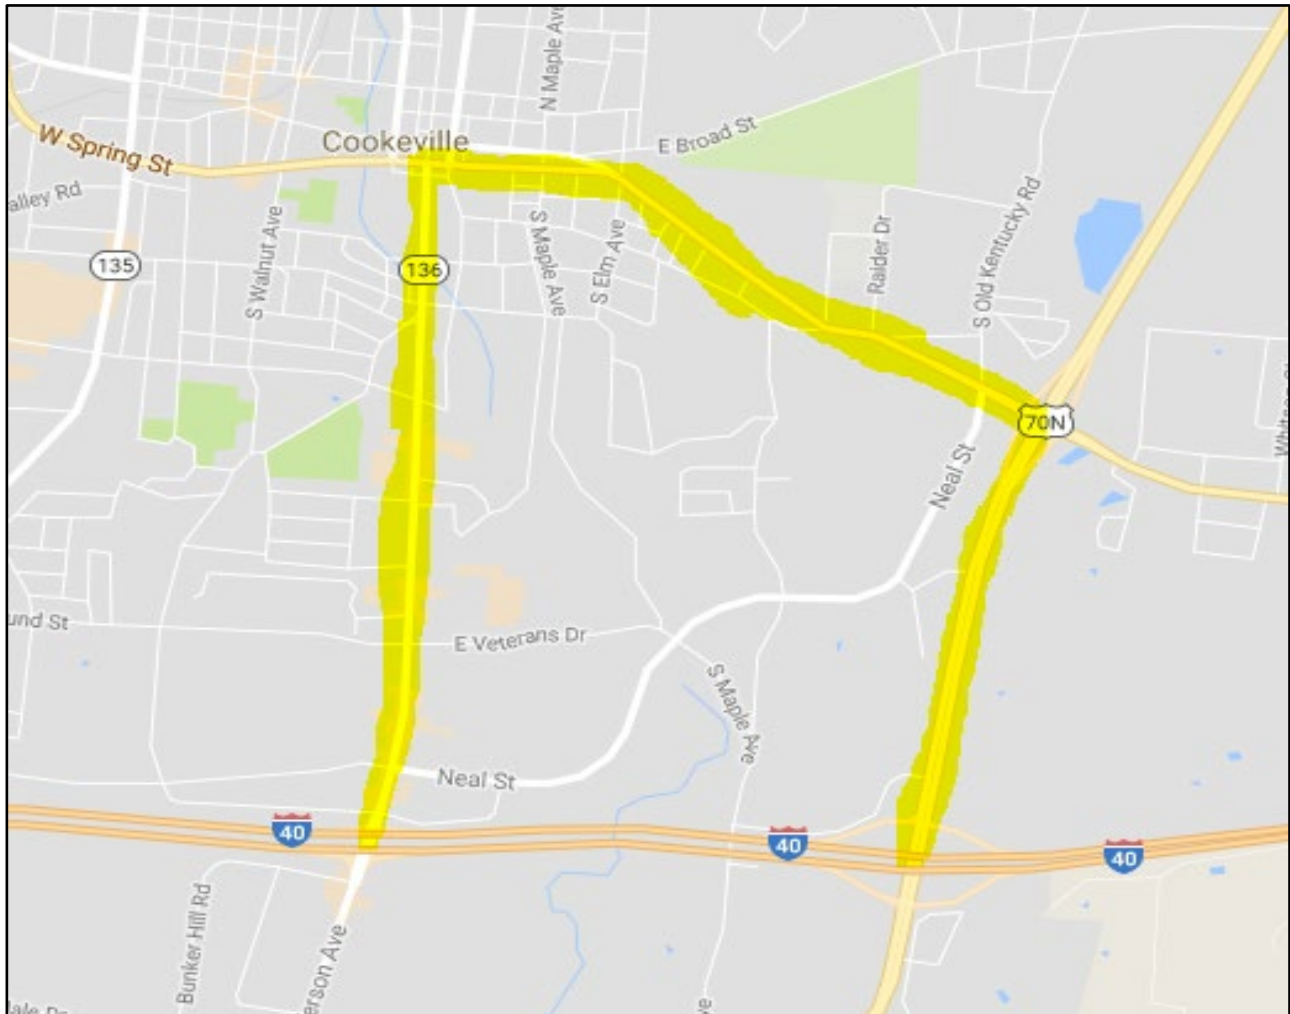 N Maple Ave
W Spring St
Cookeville
E Broad St
alley Rd
S Walnut Ave
135
136
S Maple Ave
S Elm Ave
Raider Dr
S Old Kentucky Rd
70N
Neal St
und St
E Veterans Dr
S Maple Ave
Neal St
40
40
40
Bunker Hill Rd
erson Ave